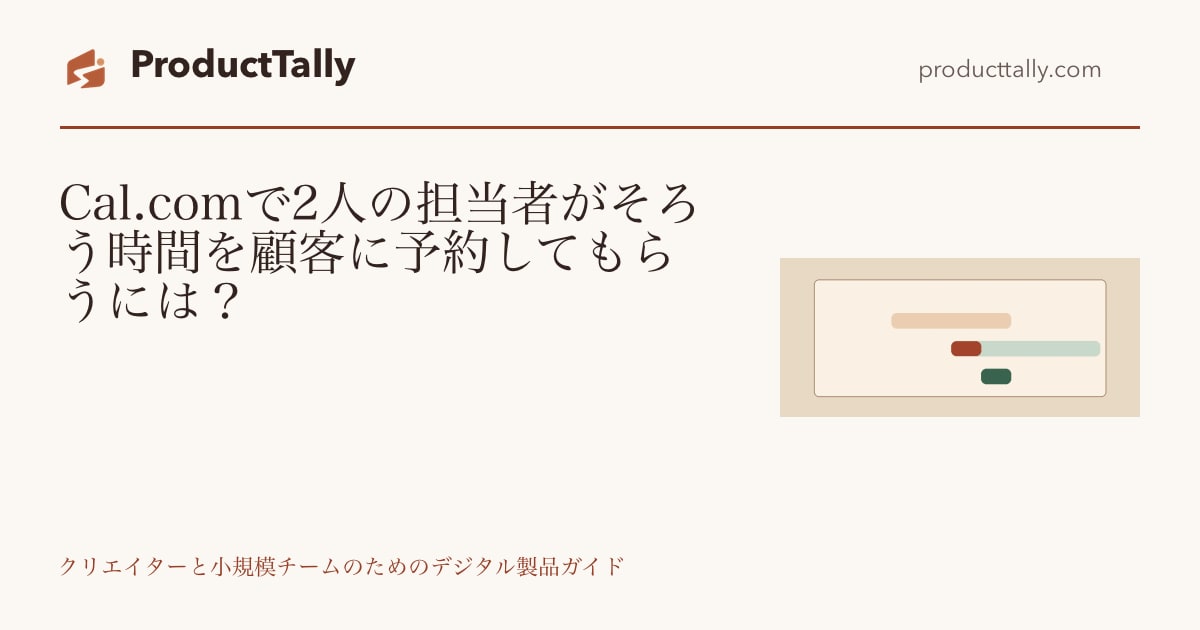 ProductTally
producttally.com
Cal.comで2人の担当者がそろ
う時間を顧客に予約してもら
うには？
クリエイターと小規模チームのためのデジタル製品ガイド